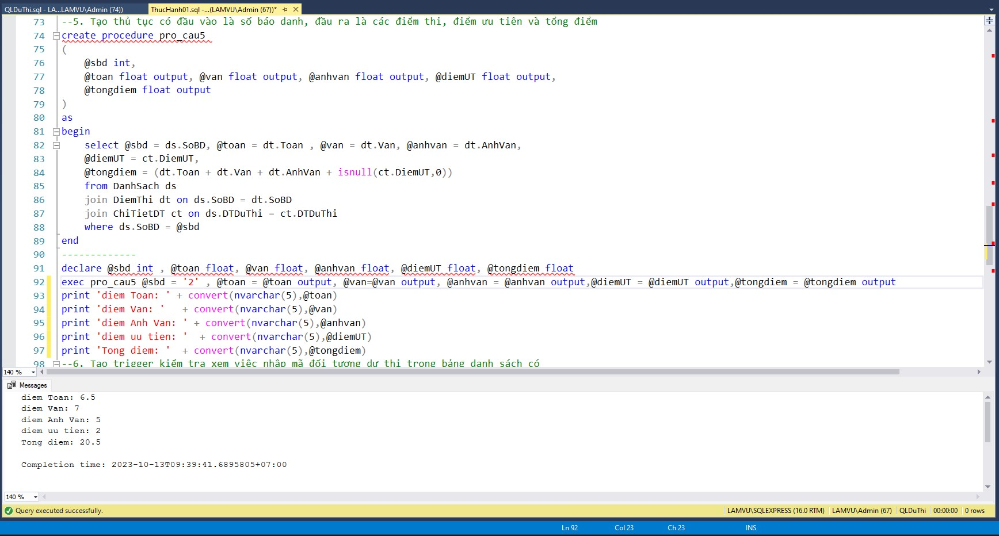 QLDuThi.sql - LA...LAMVU\Admin (74))
ThucHanh01.sql -...(LAMVU\Admin (67))*
73 --5. Tạo thủ tục có đầu vào là số báo danh, đầu ra là các điểm thi, điểm ưu tiên và tổng điểm
74 create procedure pro_cau5
75 (
76 @sbd int,
77 @toan float output, @van float output, @anhvan float output, @diemUT float output,
78 @tongdiem float output
79 )
80 as
81 begin
82 select @sbd = ds.SoBD, @toan = dt.Toan , @van = dt.Van, @anhvan = dt.AnhVan,
83 @diemUT = ct.DiemUT,
84 @tongdiem = (dt.Toan + dt.Van + dt.AnhVan + isnull(ct.DiemUT,0))
85 from DanhSach ds
86 join DiemThi dt on ds.SoBD = dt.SoBD
87 join ChiTietDT ct on ds.DTDuThi = ct.DTDuThi
88 where ds.SoBD = @sbd
89 end
90 -------------
91 declare @sbd int , @toan float, @van float, @anhvan float, @diemUT float, @tongdiem float
92 exec pro_cau5 @sbd = '2' , @toan = @toan output, @van=@van output, @anhvan = @anhvan output,@diemUT = @diemUT output,@tongdiem = @tongdiem output
93 print 'diem Toan: ' + convert(nvarchar(5),@toan)
94 print 'diem Van: '   + convert(nvarchar(5),@van)
95 print 'diem Anh Van: ' + convert(nvarchar(5),@anhvan)
96 print 'diem uu tien: '  + convert(nvarchar(5),@diemUT)
97 print 'Tong diem: '  + convert(nvarchar(5),@tongdiem)
98 --6. Tạo trigger kiểm tra xem việc nhập mã đối tượng dự thi trong bảng danh sách có
140 %
Messages
diem Toan: 6.5
diem Van: 7
diem Anh Van: 5
diem uu tien: 2
Tong diem: 20.5
Completion time: 2023-10-13T09:39:41.6895805+07:00
140 %
Query executed successfully.
LAMVU\SQLEXPRESS (16.0 RTM) LAMVU\Admin (67) QLDuThi 00:00:00 0 rows
Ln 92 Col 23 Ch 23 INS